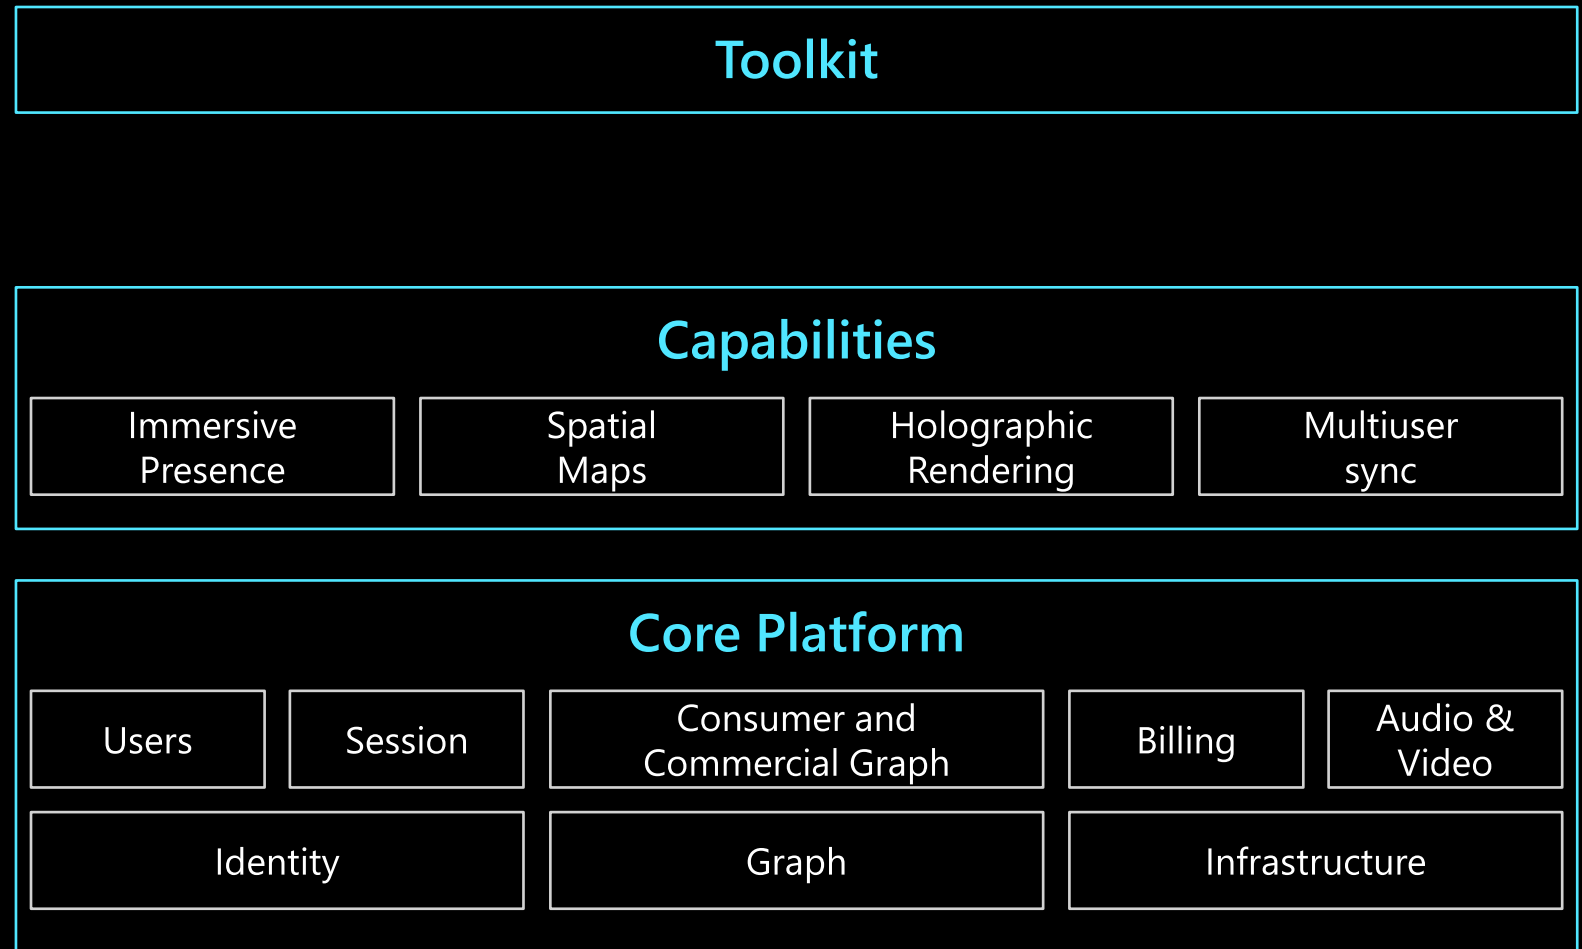 Toolkit
Capabilities
Immersive
Presence
Spatial
Maps
Holographic
Rendering
Multiuser
sync
Core Platform
Users
Session
Consumer and
Commercial Graph
Billing
Audio &
Video
Identity
Graph
Infrastructure